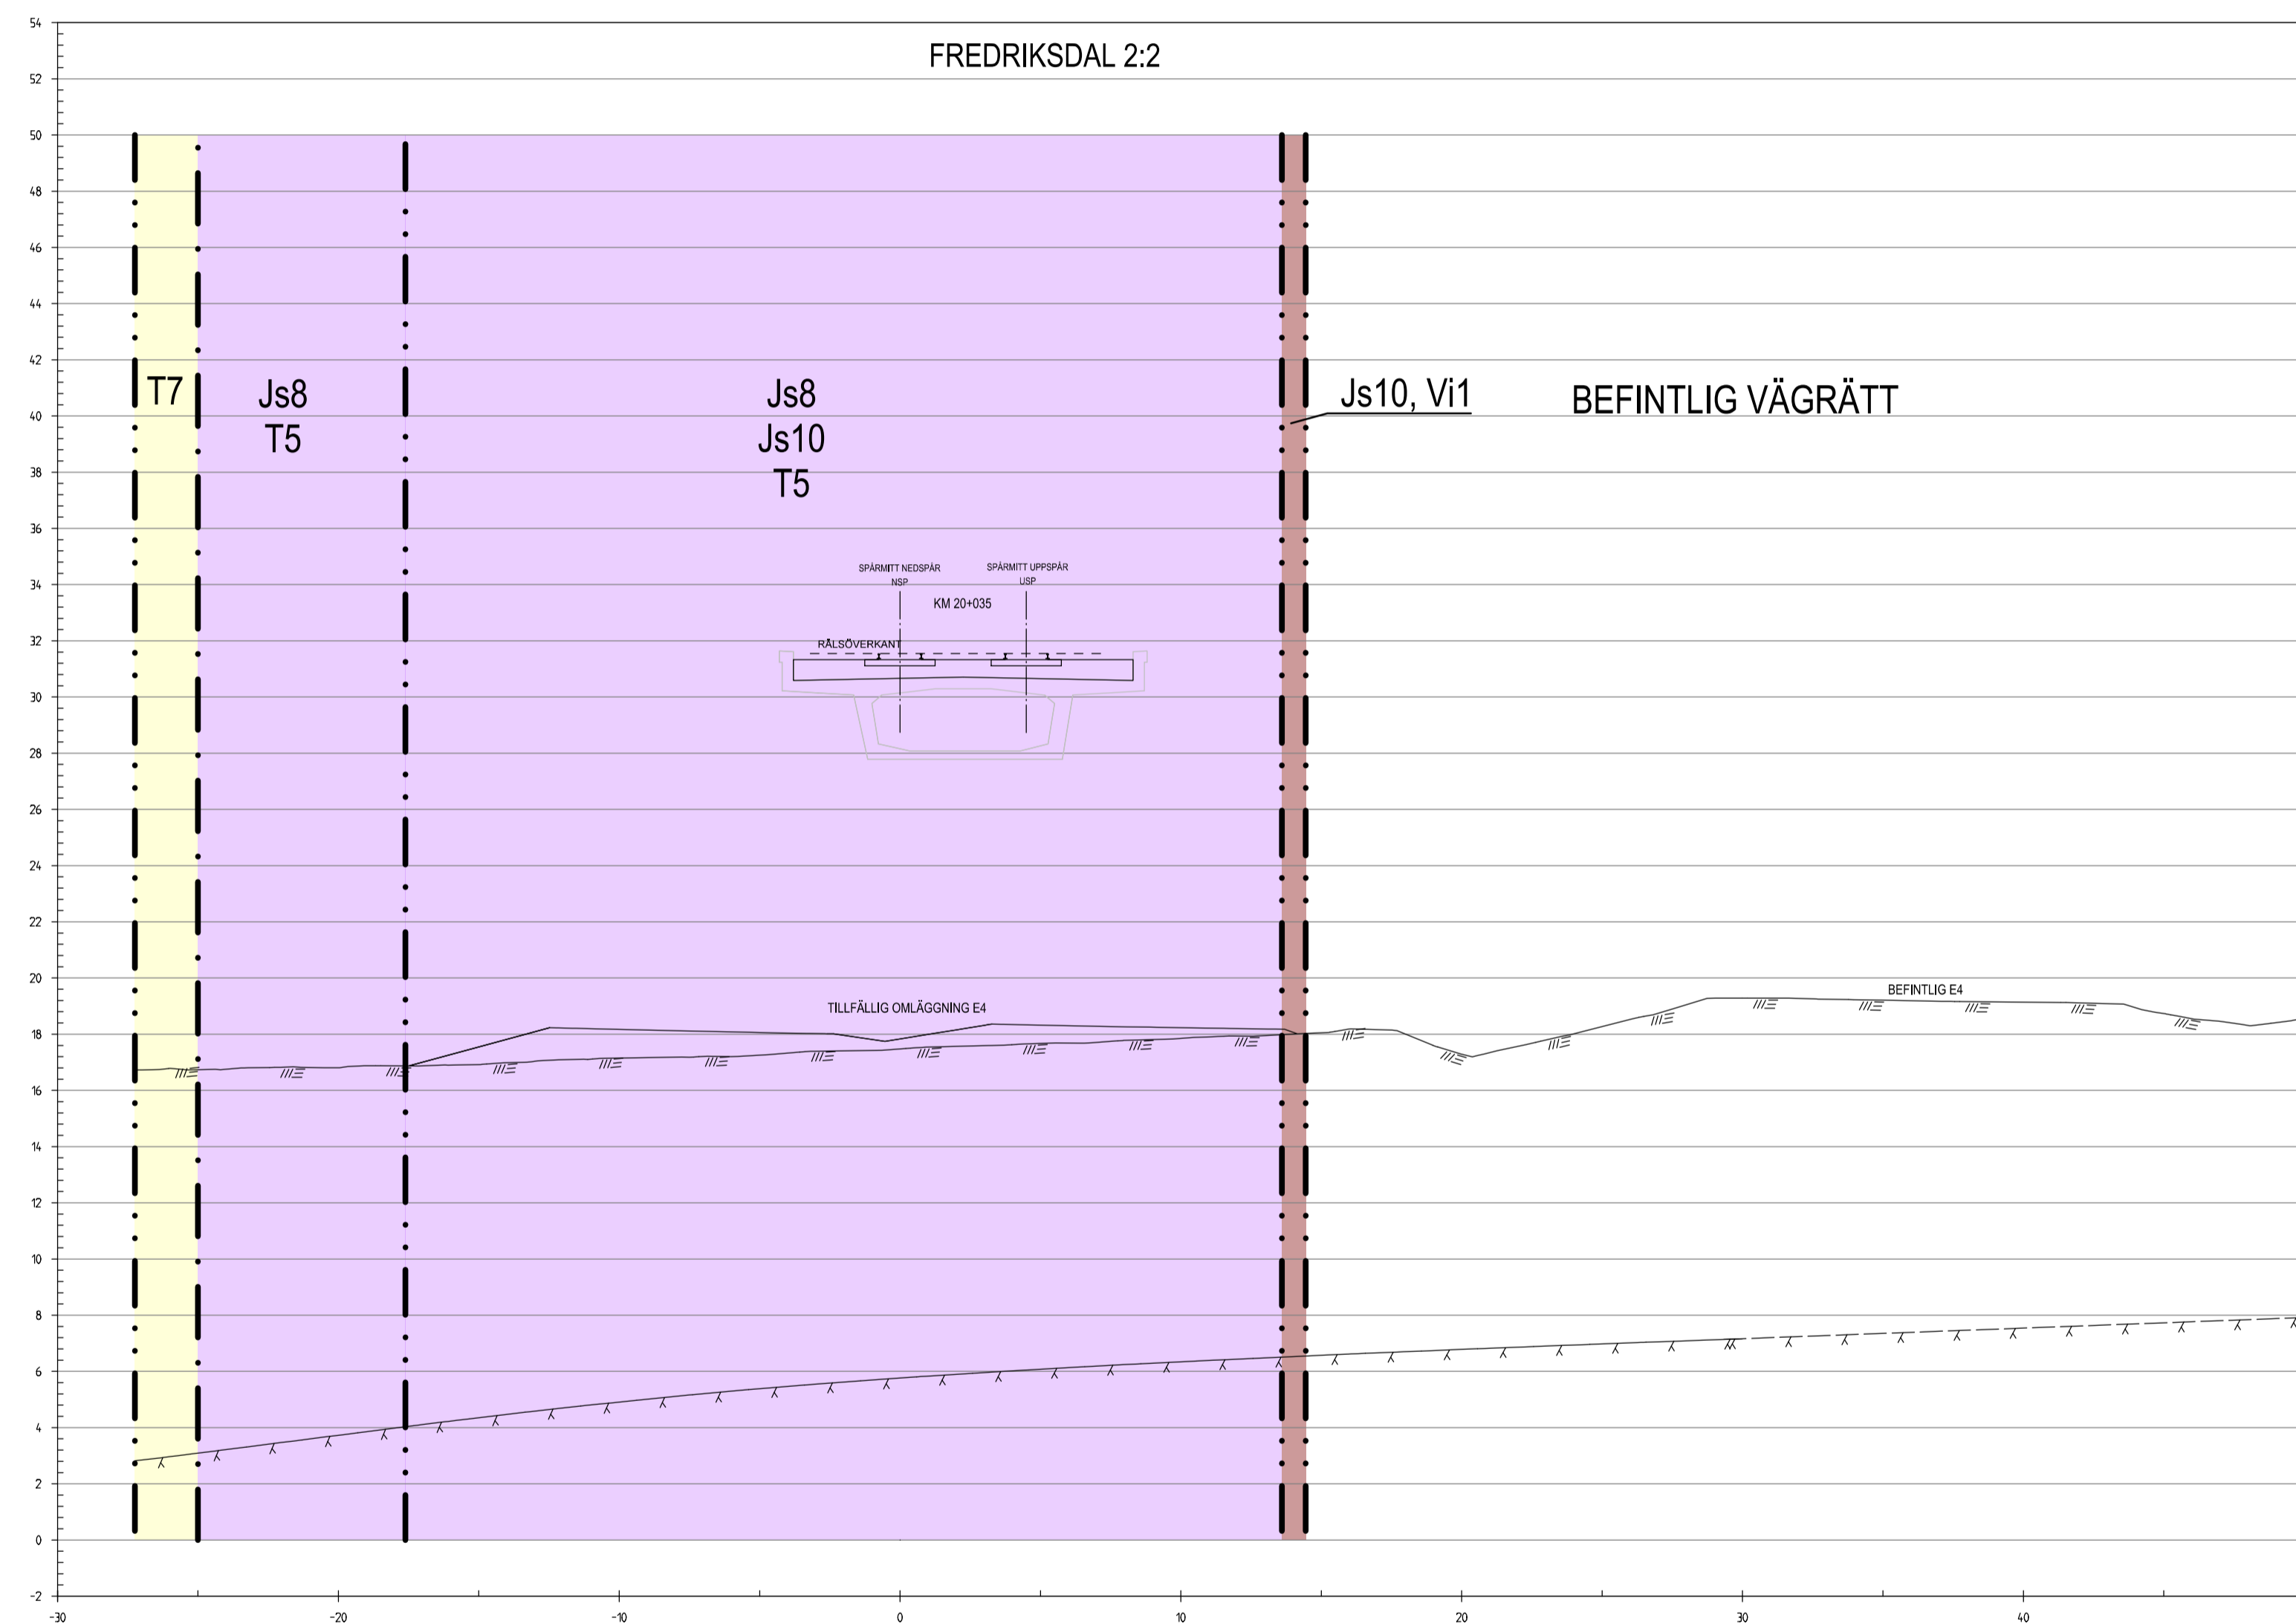 FREDRIKSDAL 2:2
54
52
50
48
46
44
42
40
38
36
34
32
30
28
26
24
22
20
18
16
14
12
10
8
6
4
2
0
-2
T7
Js8
T5
Js8
Js10
T5
Js10, Vi1
BEFINTLIG VÄGRÄTT
SPÅRMITT NEDSPÅR
NSP
SPÅRMITT UPPSPÅR
USP
KM 20+035
RÄLSÖVERKANT
TILLFÄLLIG OMLÄGGNING E4
BEFINTLIG E4
-30
-20
-10
0
10
20
30
40